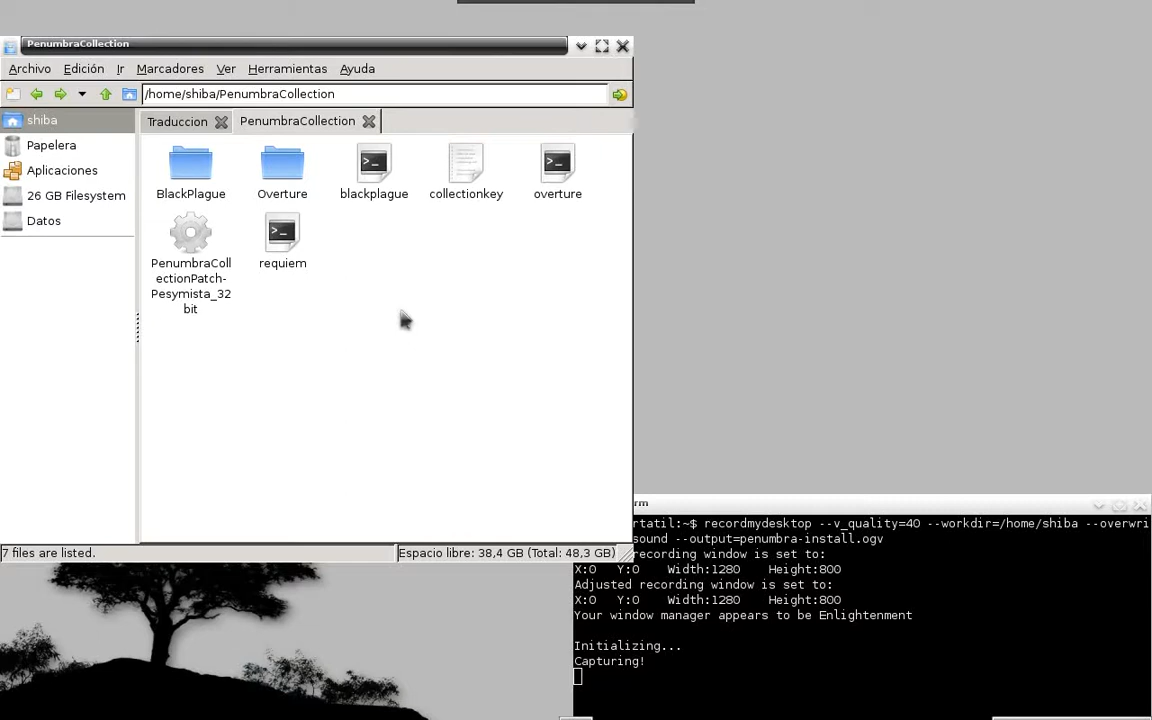 PenumbraCollection
Archivo Edición Ir Marcadores Ver Herramientas Ayuda
/home/shiba/PenumbraCollection
shiba
Papelera
Aplicaciones
26 GB Filesystem
Datos
Traduccion PenumbraCollection
BlackPlague Overture blackplague collectionkey overture
PenumbraColl
ectionPatch-
Pesymista_32
bit
requiem
7 files are listed. Espacio libre: 38,4 GB (Total: 48,3 GB)
rm
rtatil:~$ recordmydesktop --v_quality=40 --workdir=/home/shiba --overwri
sound --output=penumbra-install.ogv
recording window is set to:
X:0 Y:0 Width:1280 Height:800
Adjusted recording window is set to:
X:0 Y:0 Width:1280 Height:800
Your window manager appears to be Enlightenment
Initializing...
Capturing!